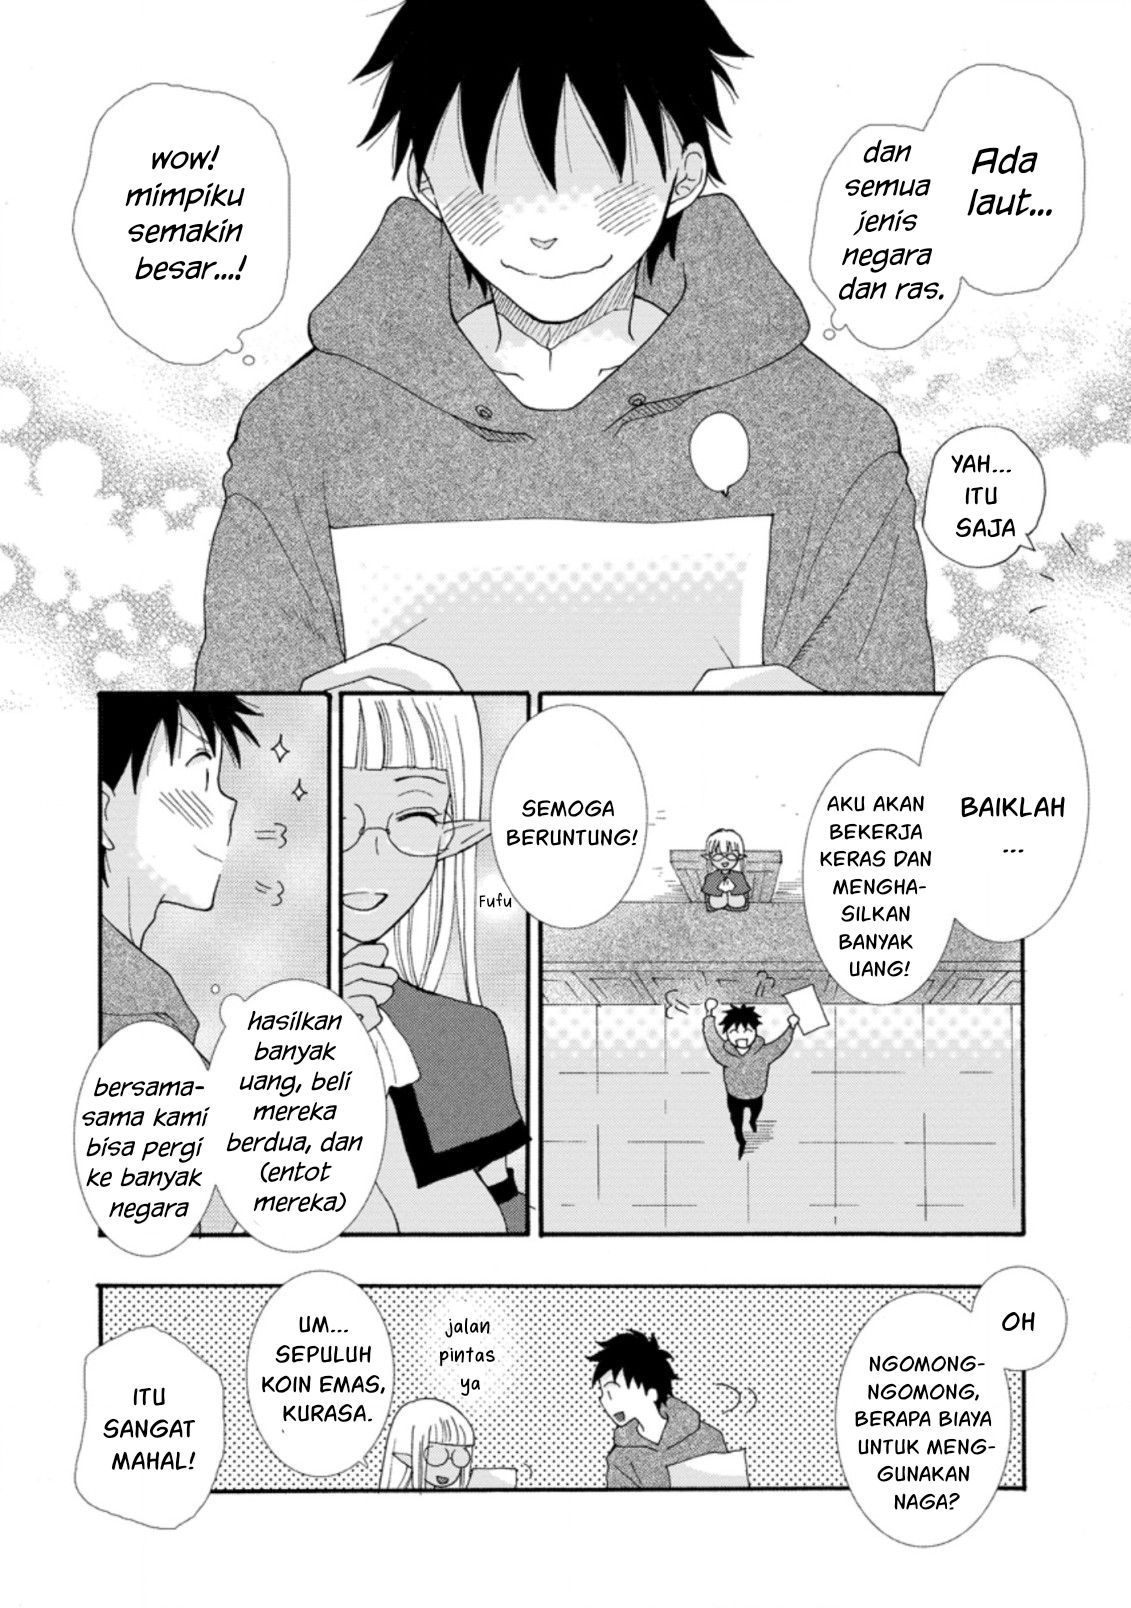 Ada
laut...
dan
semua
jenis
negara
dan ras.
wow!
mimpiku
semakin
besar...!
YAH...
ITU
SAJA
BAIKLAH
...
AKU AKAN
BEKERJA
KERAS DAN
MENGHA-
SILKAN
BANYAK
UANG!
SEMOGA
BERUNTUNG!
Fufu
hasilkan
banyak
uang, beli
mereka
berdua, dan
(entot
mereka)
bersama-
sama kami
bisa pergi
ke banyak
negara
OH
NGOMONG-
NGOMONG,
BERAPA BIAYA
UNTUK MENG-
GUNAKAN
NAGA?
jalan
pintas
ya
UM...
SEPULUH
KOIN EMAS,
KURASA.
ITU
SANGAT
MAHAL!